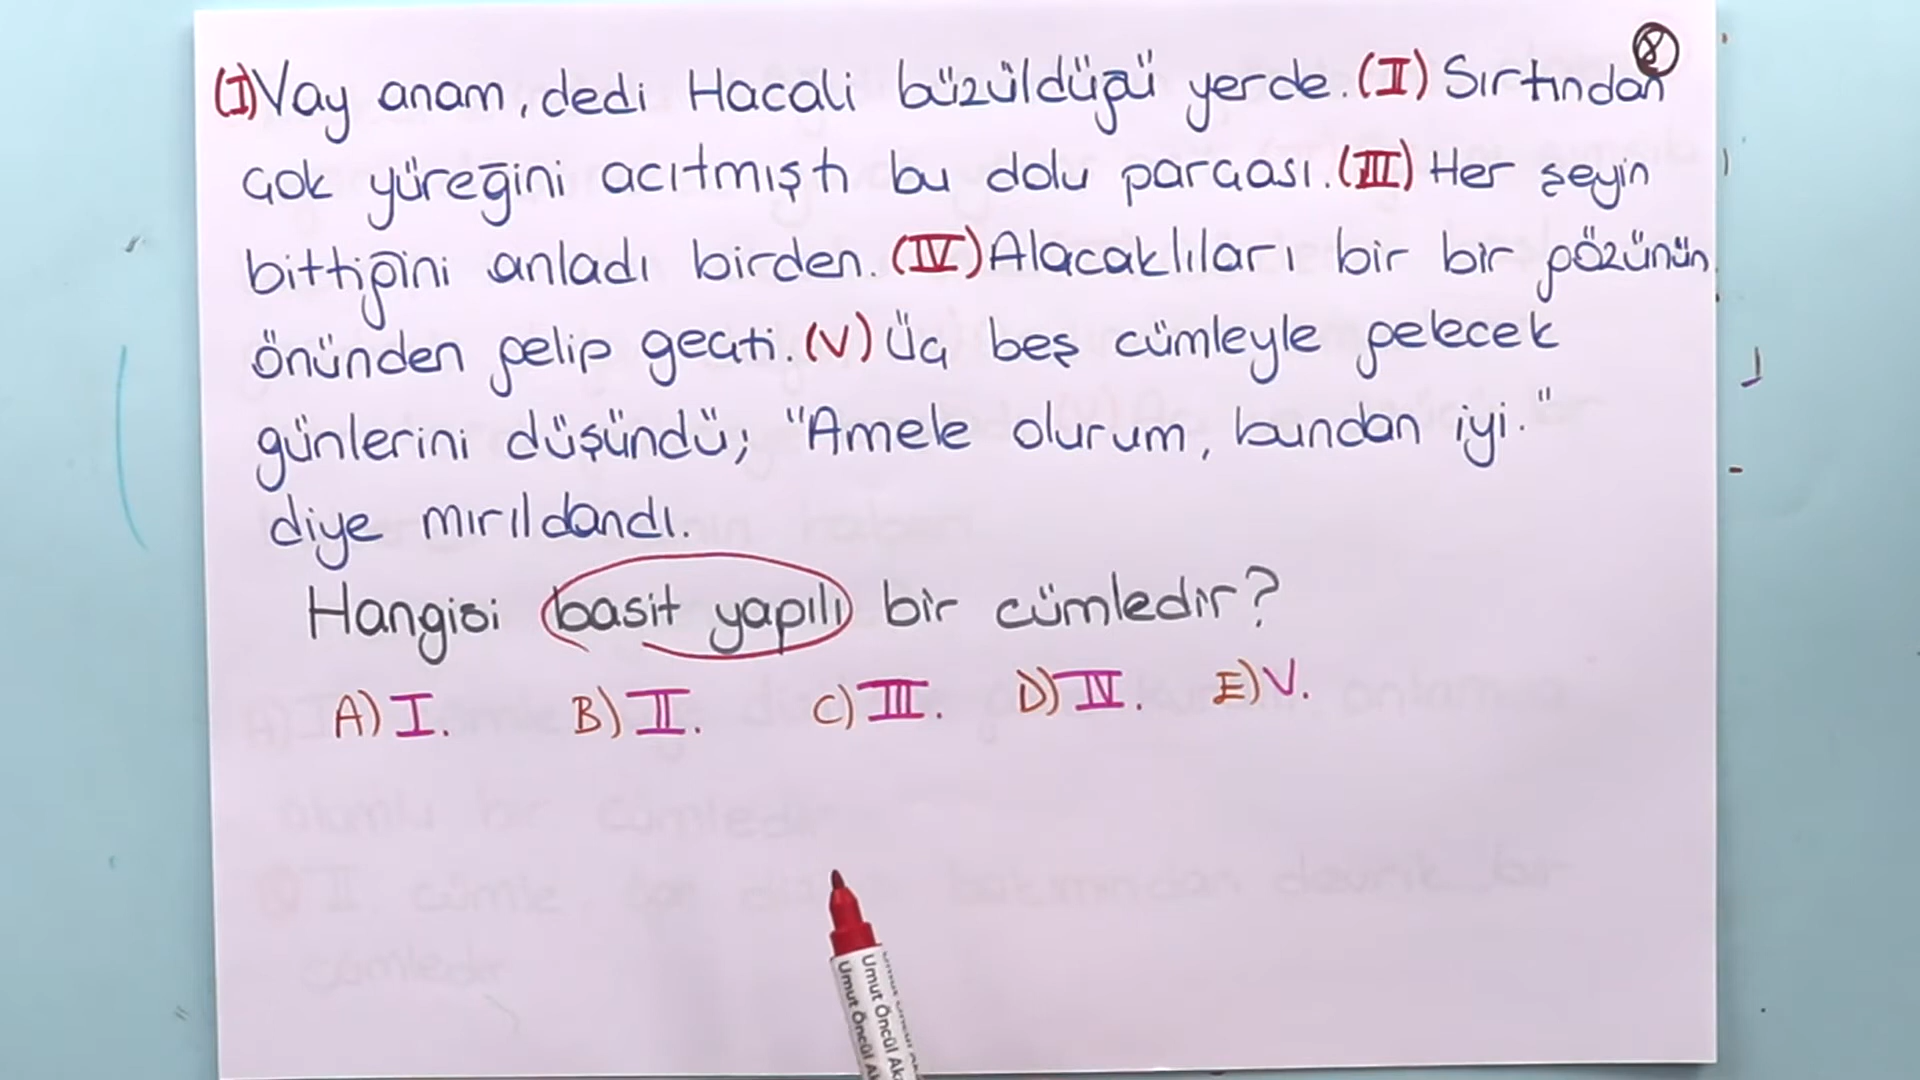 8
(I)Vay anam, dedi Hacali büzüldüğü yerde. (II) Sırtından
çok yüreğini acıtmıştı bu dolu parçası. (III) Her şeyin
bittiğini anladı birden. (IV) Alacaklıları bir bir gözünün
önünden gelip geçti. (V) Üç beş cümleyle gelecek
günlerini düşündü; "Amele olurum, bundan iyi."
diye mırıldandı.
Hangisi basit yapılı bir cümledir?
A) I. B) II. C) III. D) IV. E) V.
Umut Öncül
Umut Öncül